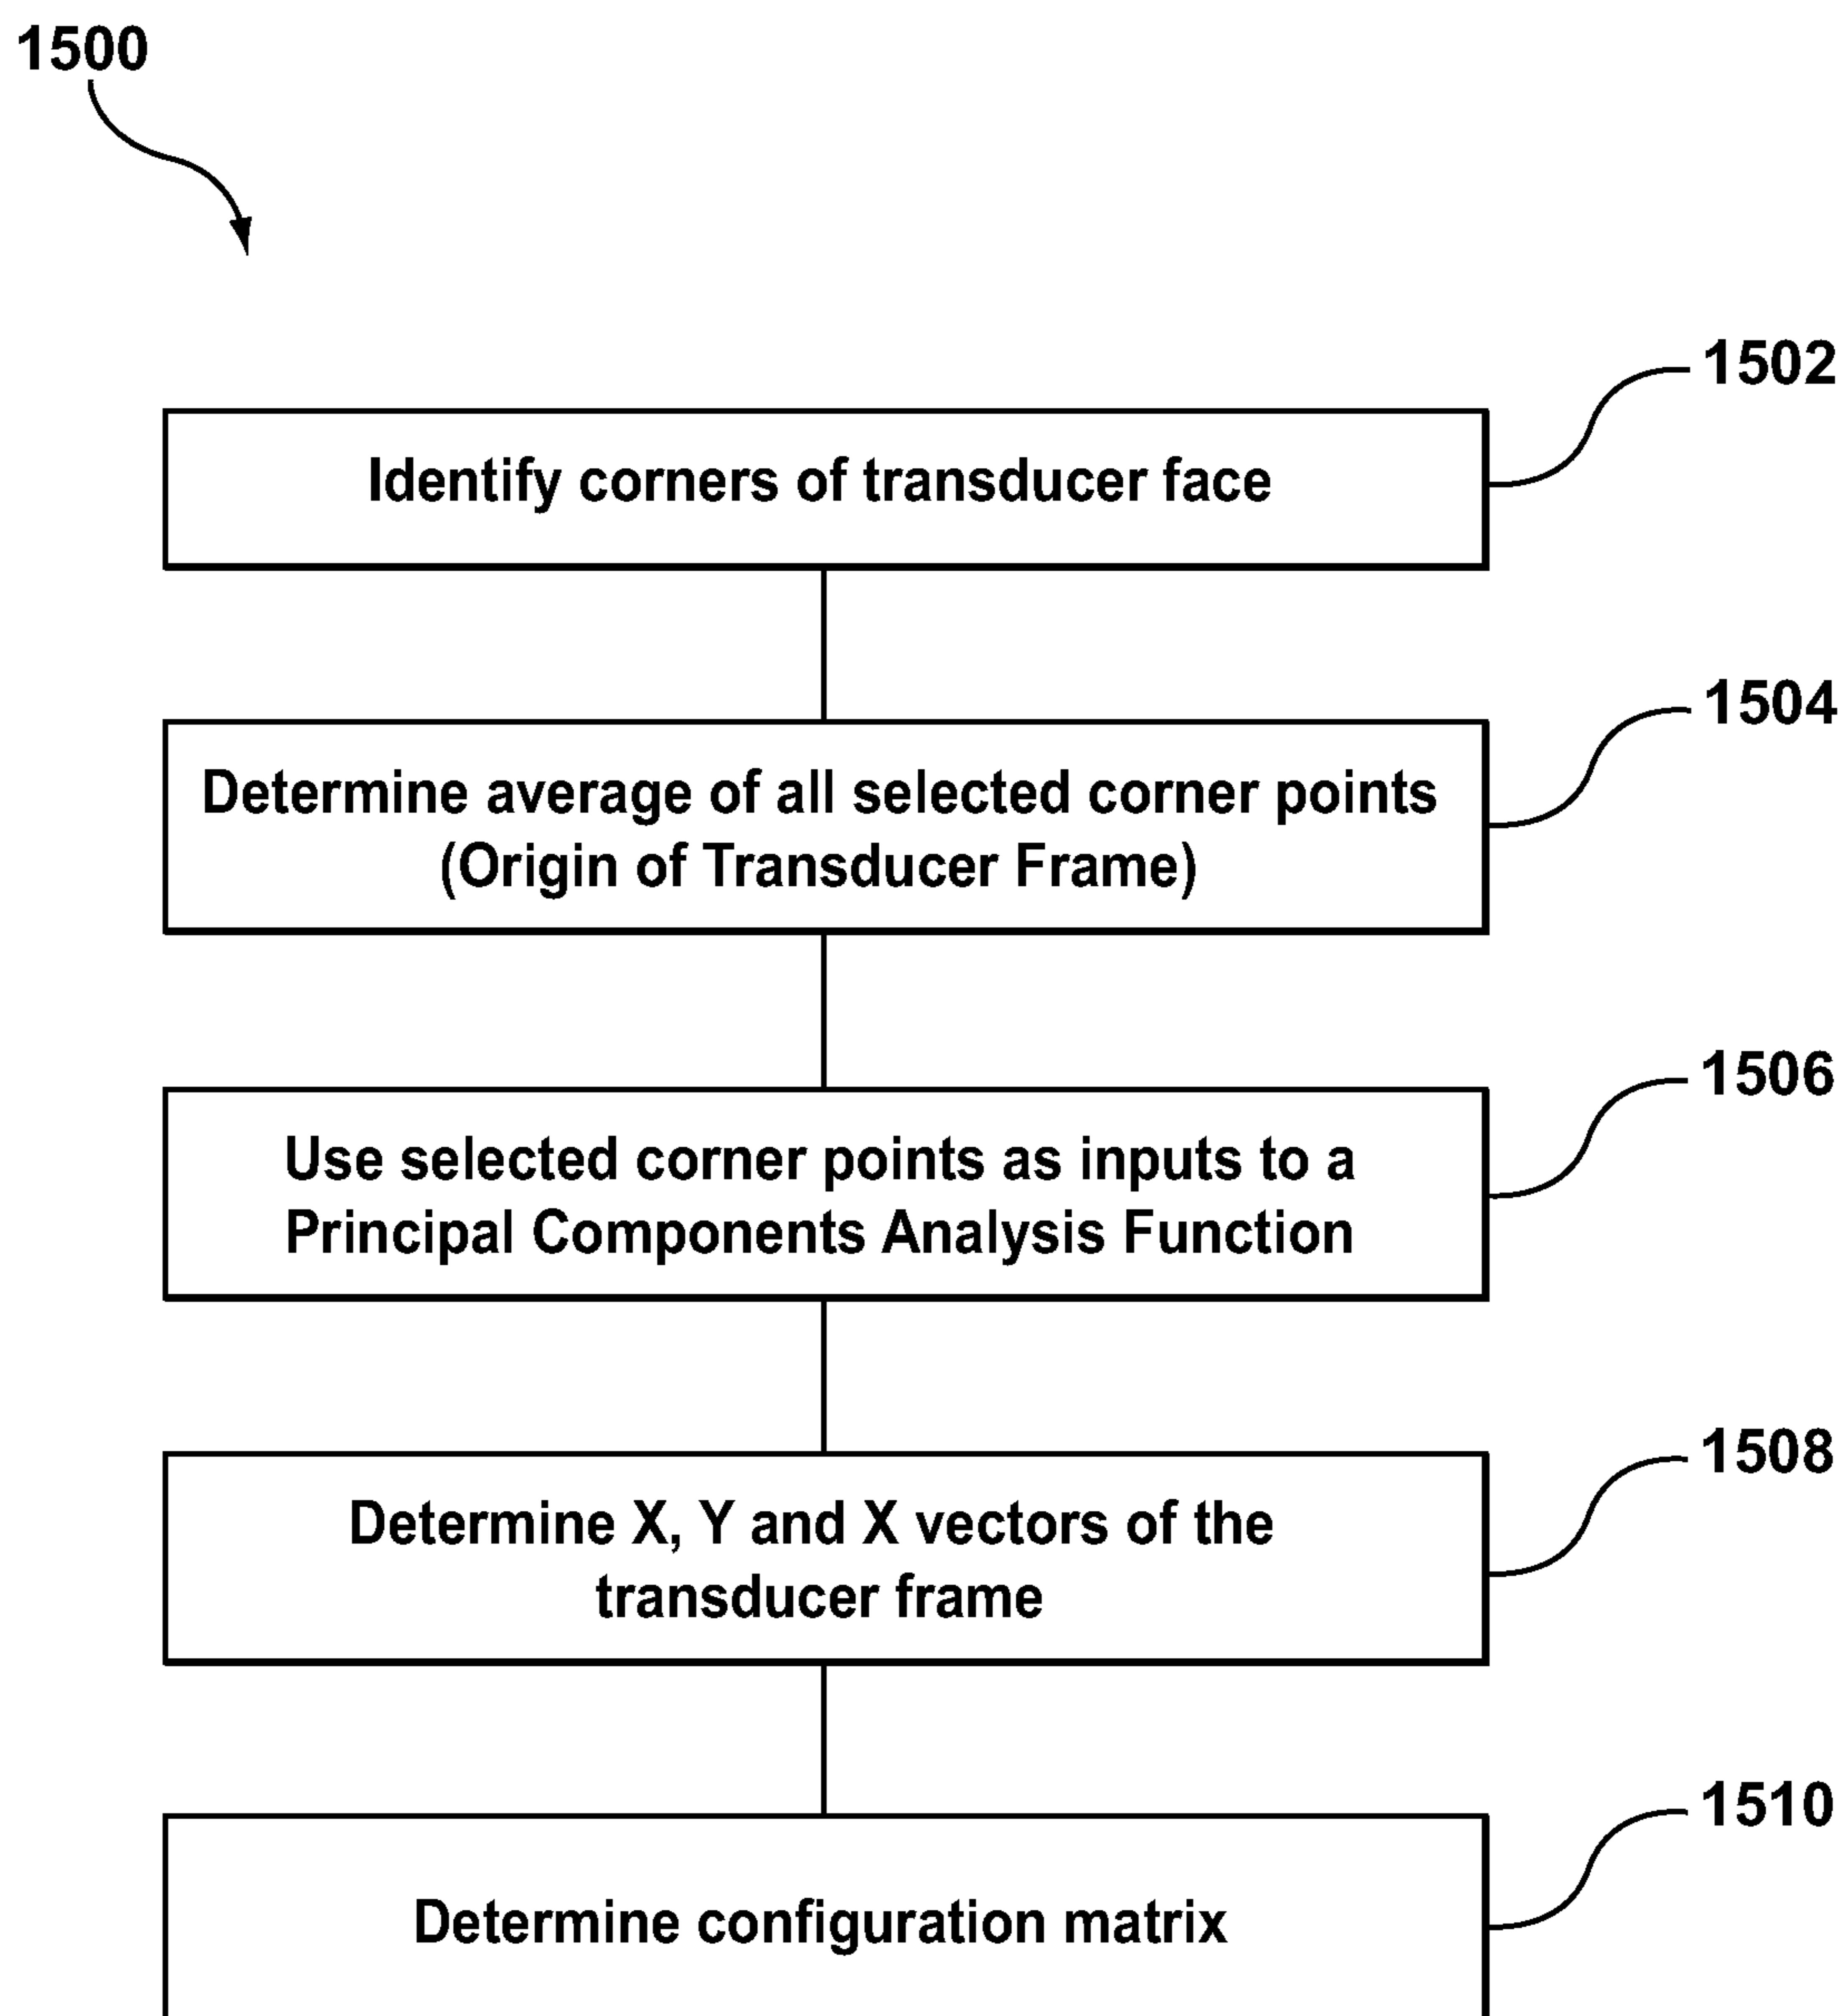 1500
1502
Identify corners of transducer face
1504
Determine average of all selected corner points
(Origin of Transducer Frame)
1506
Use selected corner points as inputs to a
Principal Components Analysis Function
1508
Determine X, Y and X vectors of the
transducer frame
1510
Determine configuration matrix